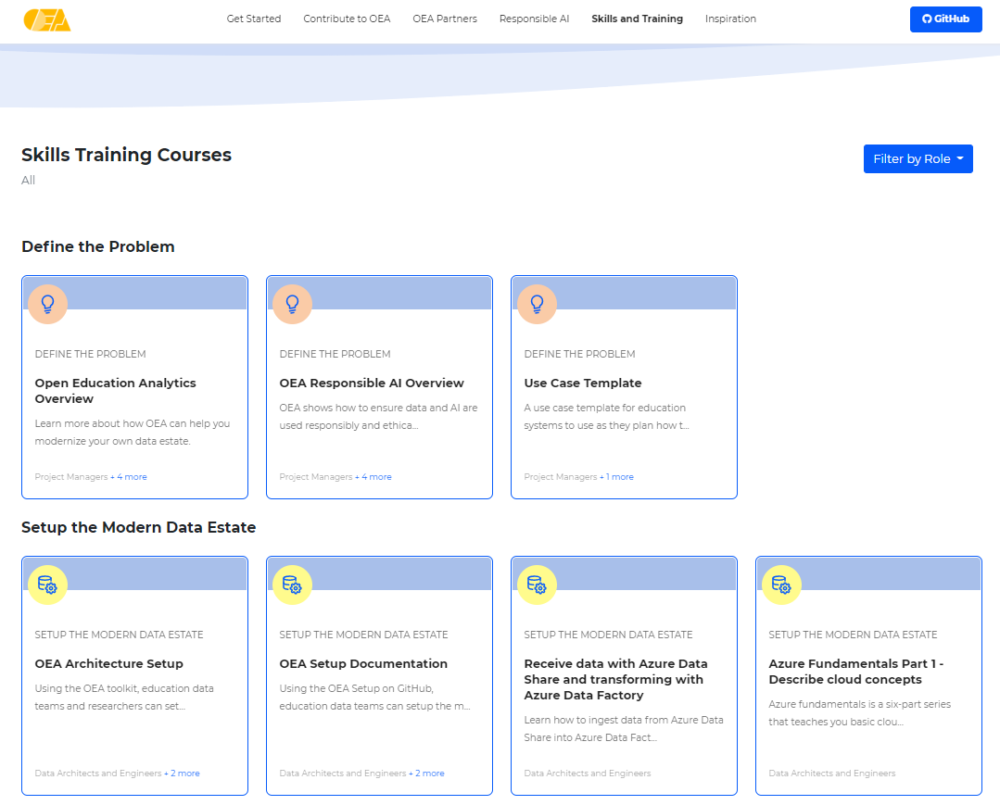 OEA
Get Started
Contribute to OEA
OEA Partners
Responsible AI
Skills and Training
Inspiration
GitHub
Skills Training Courses
Filter by Role
All
Define the Problem
DEFINE THE PROBLEM
Open Education Analytics
Overview
Learn more about how OEA can help you
modernize your own data estate.
Project Managers + 4 more
DEFINE THE PROBLEM
OEA Responsible AI Overview
OEA shows how to ensure data and AI are
used responsibly and ethica...
Project Managers + 4 more
DEFINE THE PROBLEM
Use Case Template
A use case template for education
systems to use as they plan how t...
Project Managers + 1 more
Setup the Modern Data Estate
SETUP THE MODERN DATA ESTATE
OEA Architecture Setup
Using the OEA toolkit, education data
teams and researchers can set...
Data Architects and Engineers + 2 more
SETUP THE MODERN DATA ESTATE
OEA Setup Documentation
Using the OEA Setup on GitHub,
education data teams can setup the m...
Data Architects and Engineers + 2 more
SETUP THE MODERN DATA ESTATE
Receive data with Azure Data
Share and transforming with
Azure Data Factory
Learn how to ingest data from Azure Data
Share into Azure Data Fact...
Data Architects and Engineers
SETUP THE MODERN DATA ESTATE
Azure Fundamentals Part 1 -
Describe cloud concepts
Azure fundamentals is a six-part series
that teaches you basic clou...
Data Architects and Engineers